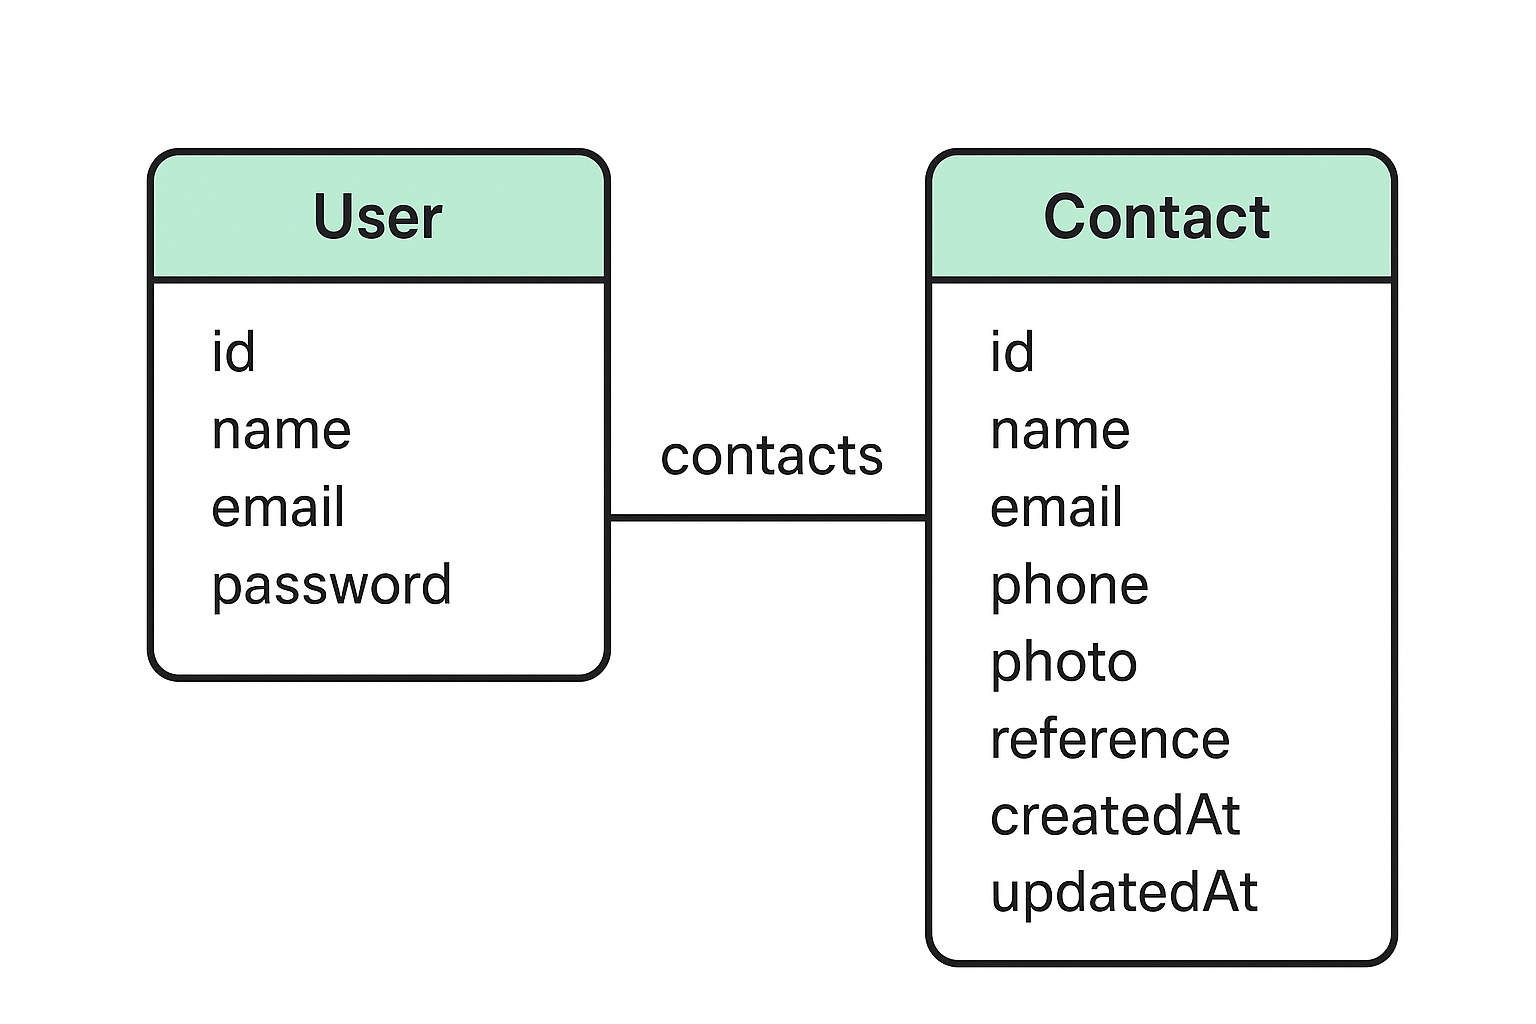 User
id
name
email
password
contacts
Contact
id
name
email
phone
photo
reference
createdAt
updatedAt